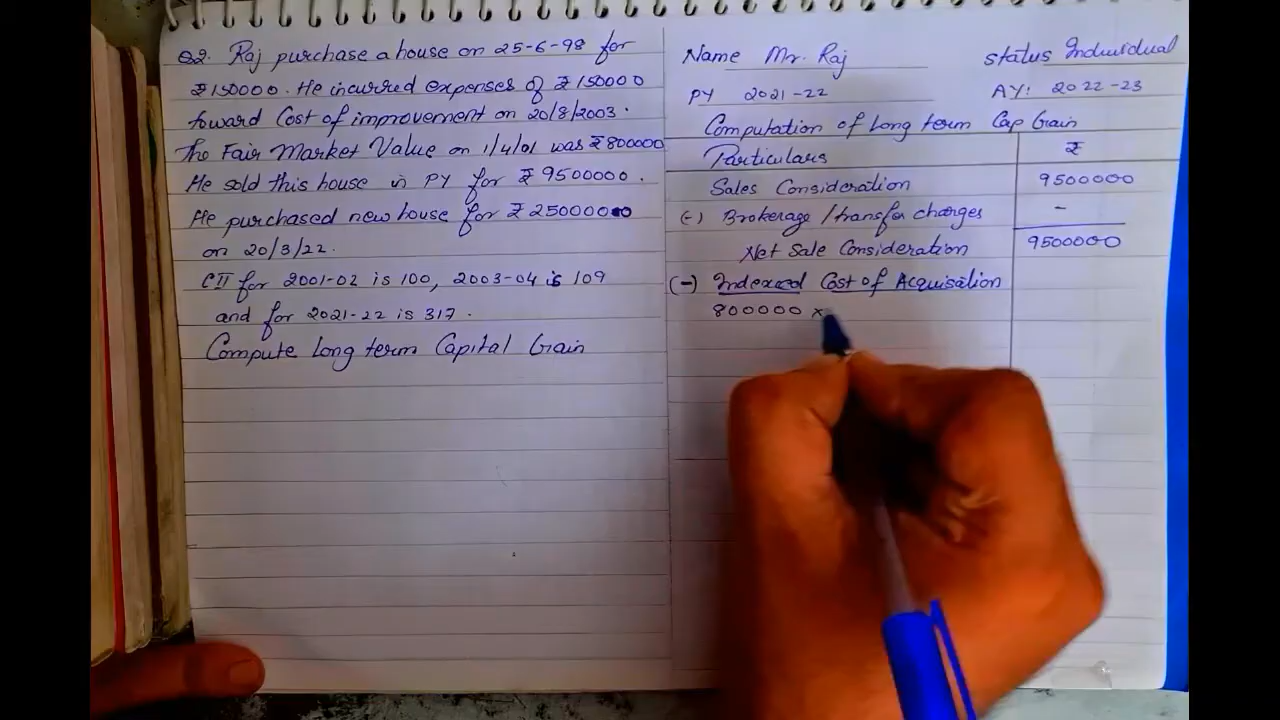 Q2. Raj purchase a house on 25-6-98 for
₹150000. He incurred expenses of ₹150000
toward Cost of improvement on 20/8/2003.
The Fair Market Value on 1/4/01 was ₹800000
He sold this house in PY for ₹9500000.
He purchased new house for ₹2500000
on 20/3/22.
CII for 2001-02 is 100, 2003-04 is 109
and for 2021-22 is 317.
Compute Long term Capital Gain
Name Mr. Raj status Individual
PY 2021-22 AY: 2022-23
Computation of Long term Cap Gain
Particulars ₹
Sales Consideration 9500000
(-) Brokerage/transfer charges -
Net Sale Consideration 9500000
(-) Indexed Cost of Acquisation
800000 ×